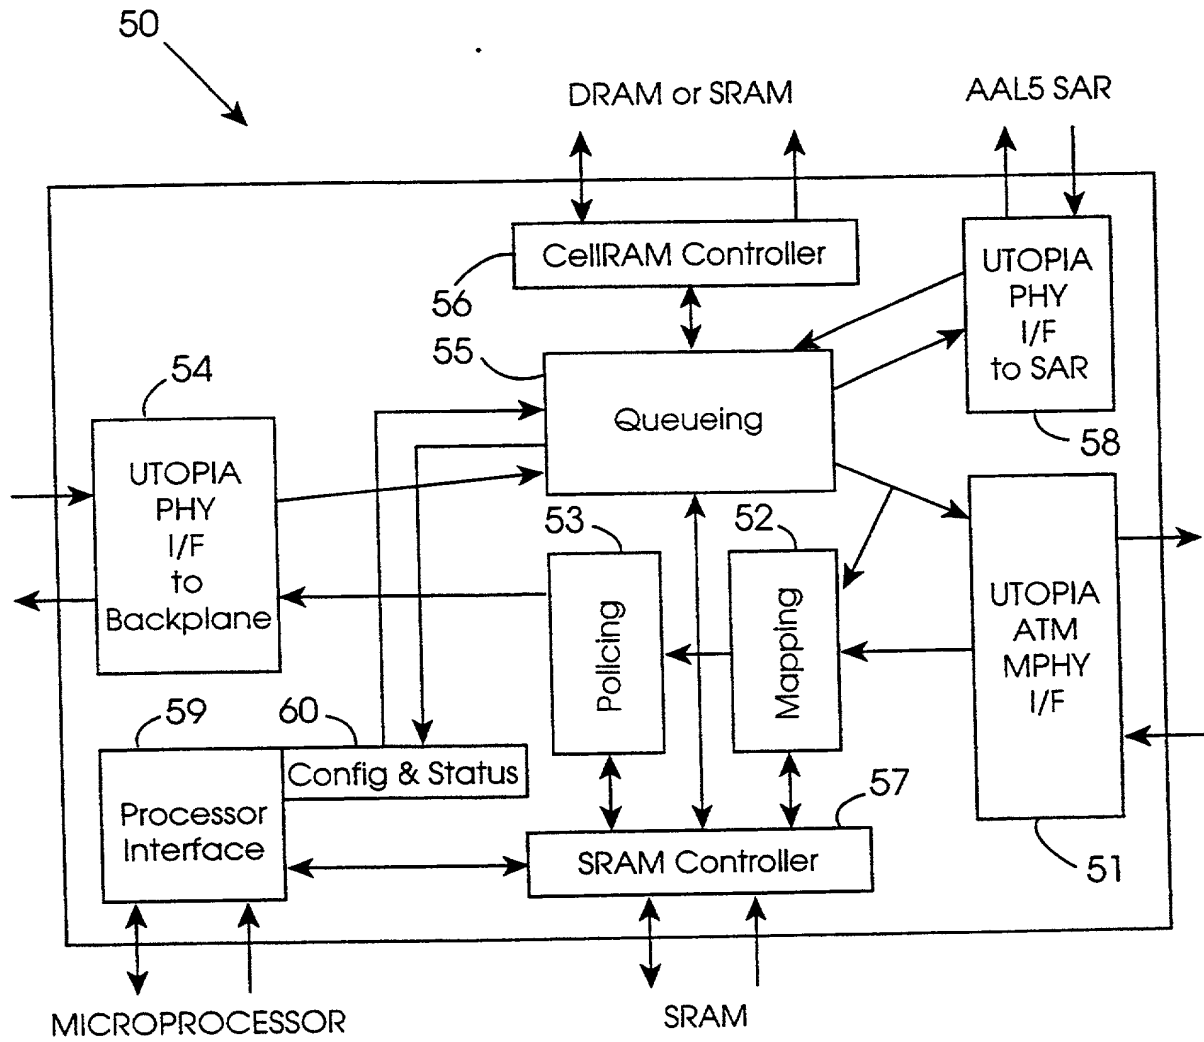 50
DRAM or SRAM
AAL5 SAR
CellRAM Controller
56
UTOPIA
PHY
I/F
to SAR
58
55
Queueing
54
UTOPIA
PHY
I/F
to
Backplane
53
Policing
52
Mapping
UTOPIA
ATM
MPHY
I/F
51
59
60
Config & Status
Processor
Interface
57
SRAM Controller
MICROPROCESSOR
SRAM